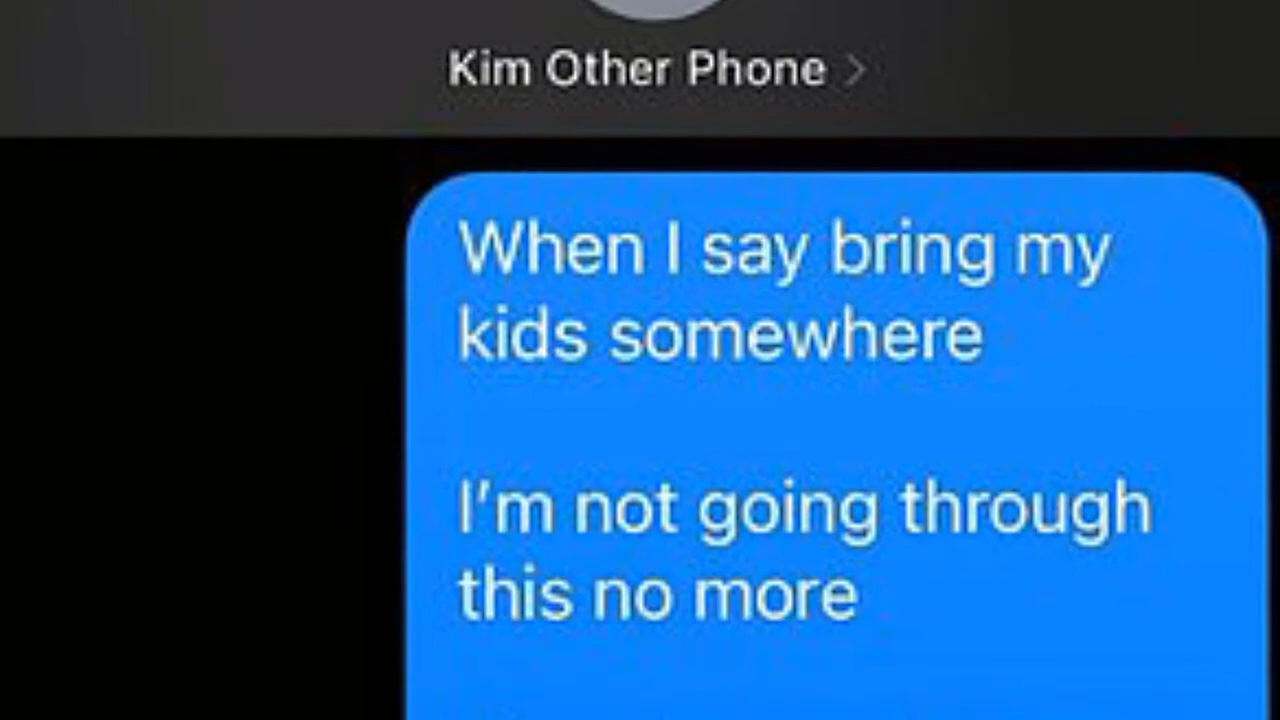 Kim Other Phone >
When I say bring my
kids somewhere
I'm not going through
this no more